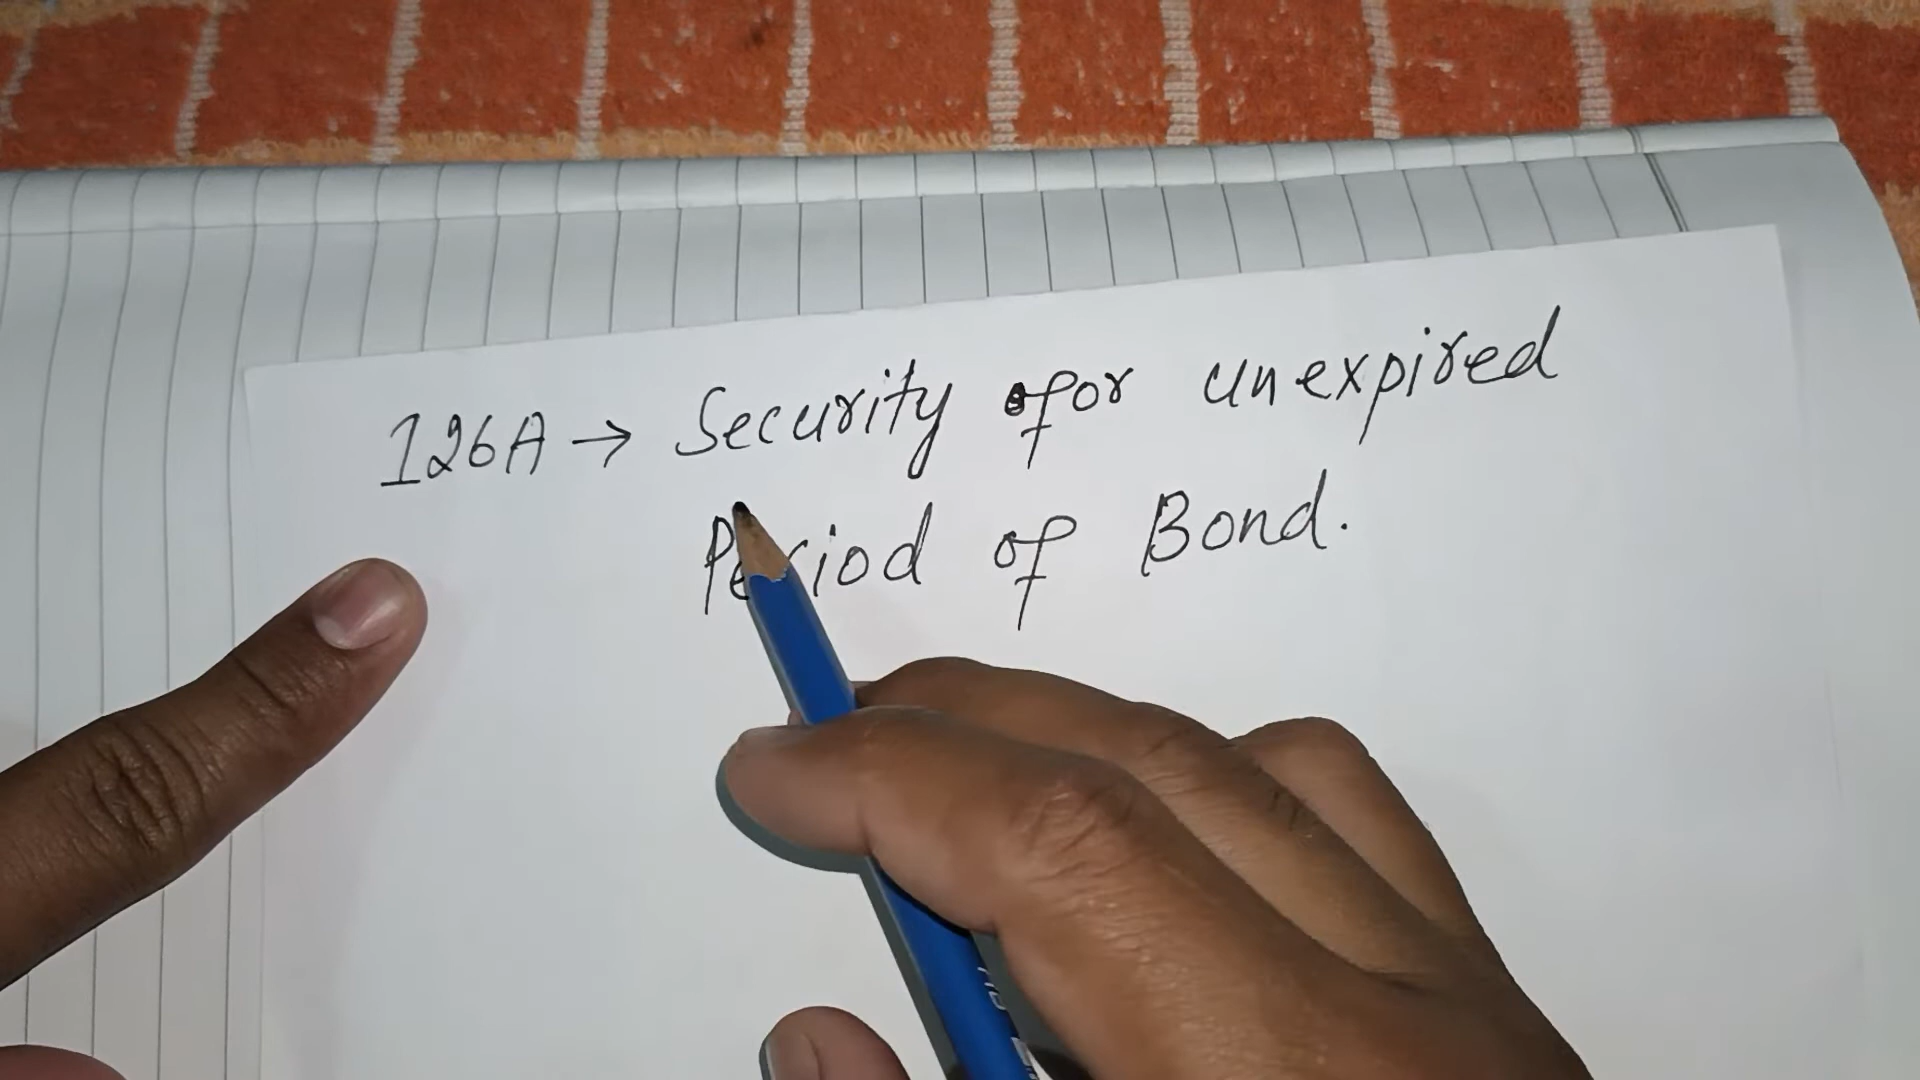 126A → Security for unexpired
Period of Bond.